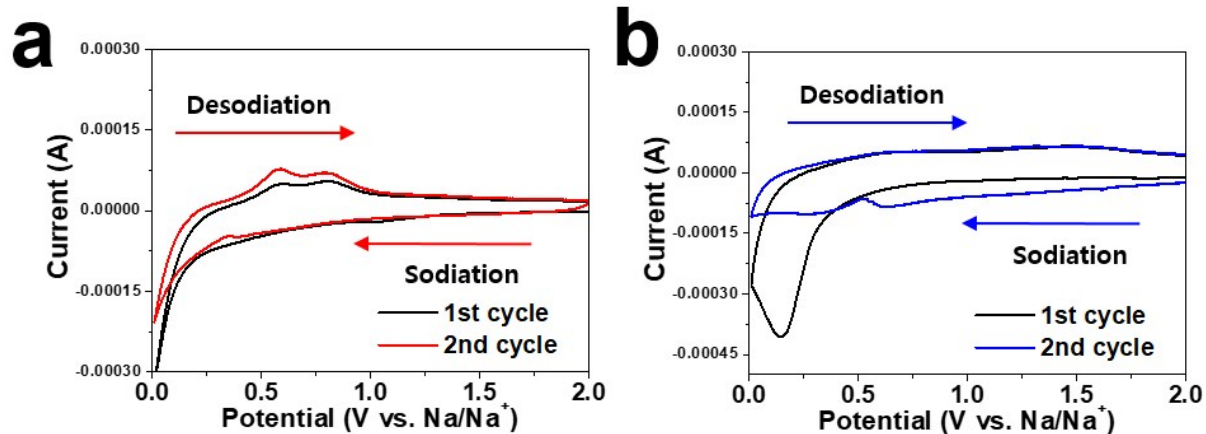 a
0.00030
0.00015
0.00000
-0.00015
-0.00030
Current (A)
Desodiation
Sodiation
1st cycle
2nd cycle
0.0 0.5 1.0 1.5 2.0
Potential (V vs. Na/Na+)
b
0.00030
0.00015
0.00000
-0.00015
-0.00030
-0.00045
Current (A)
Desodiation
Sodiation
1st cycle
2nd cycle
0.0 0.5 1.0 1.5 2.0
Potential (V vs. Na/Na+)